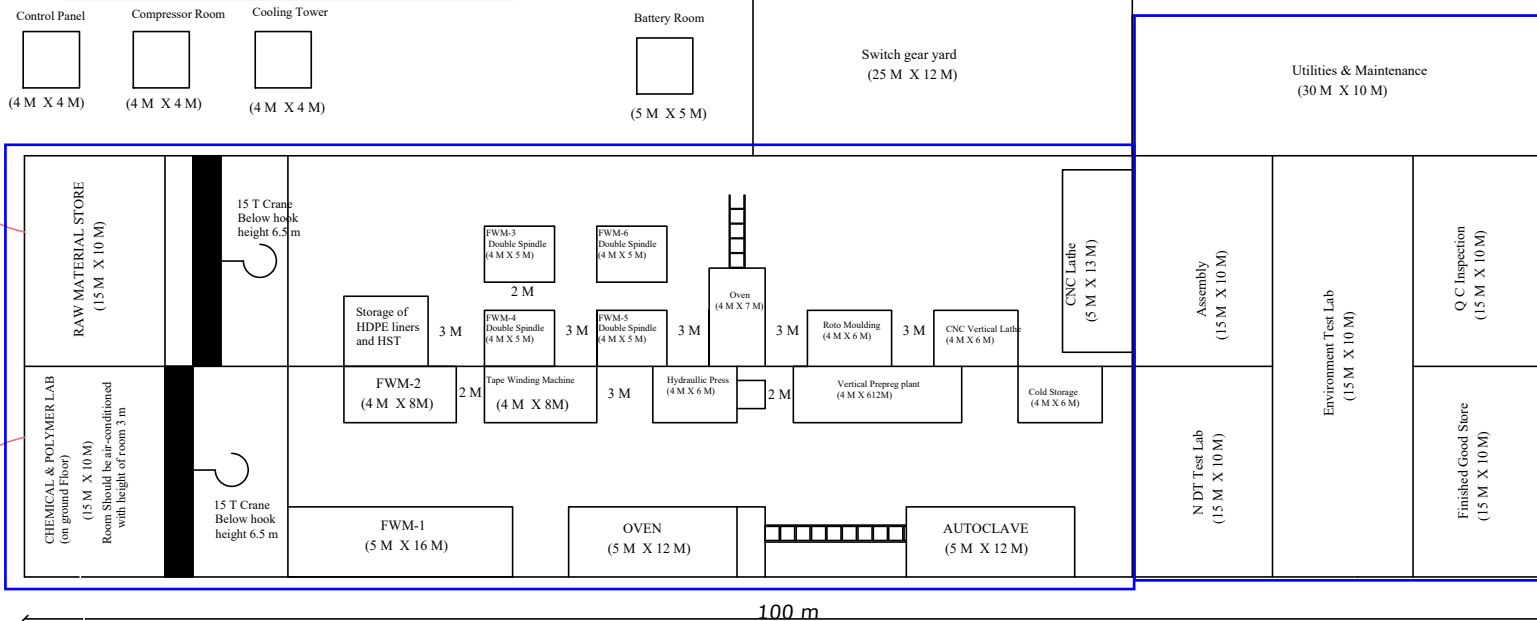 Control Panel
(4 M X 4 M)
Compressor Room
(4 M X 4 M)
Cooling Tower
(4 M X 4 M)
Battery Room
(5 M X 5 M)
Switch gear yard
(25 M X 12 M)
Utilities & Maintenance
(30 M X 10 M)
RAW MATERIAL STORE
(15 M X 10 M)
15 T Crane
Below hook
height 6.5 m
FWM-3
Double Spindle
(4 M X 5 M)
2 M
FWM-6
Double Spindle
(4 M X 5 M)
Oven
(4 M X 7 M)
Storage of
HDPE liners
and HST
3 M
FWM-4
Double Spindle
(4 M X 5 M)
3 M
FWM-5
Double Spindle
(4 M X 5 M)
3 M
3 M
Roto Moulding
(4 M X 6 M)
3 M
CNC Vertical Lathe
(4 M X 6 M)
CNC Lathe
(5 M X 13 M)
Assembly
(15 M X 10 M)
Environment Test Lab
(15 M X 10 M)
Q C Inspection
(15 M X 10 M)
CHEMICAL & POLYMER LAB
(on ground Floor)
(15 M X 10 M)
Room Should be air-conditioned
with height of room 3 m
15 T Crane
Below hook
height 6.5 m
FWM-2
(4 M X 8M)
2 M
Tape Winding Machine
(4 M X 8M)
3 M
Hydraullic Press
(4 M X 6 M)
2 M
Vertical Prepreg plant
(4 M X 612M)
Cold Storage
(4 M X 6 M)
FWM-1
(5 M X 16 M)
OVEN
(5 M X 12 M)
AUTOCLAVE
(5 M X 12 M)
N DT Test Lab
(15 M X 10 M)
Finished Good Store
(15 M X 10 M)
100 m